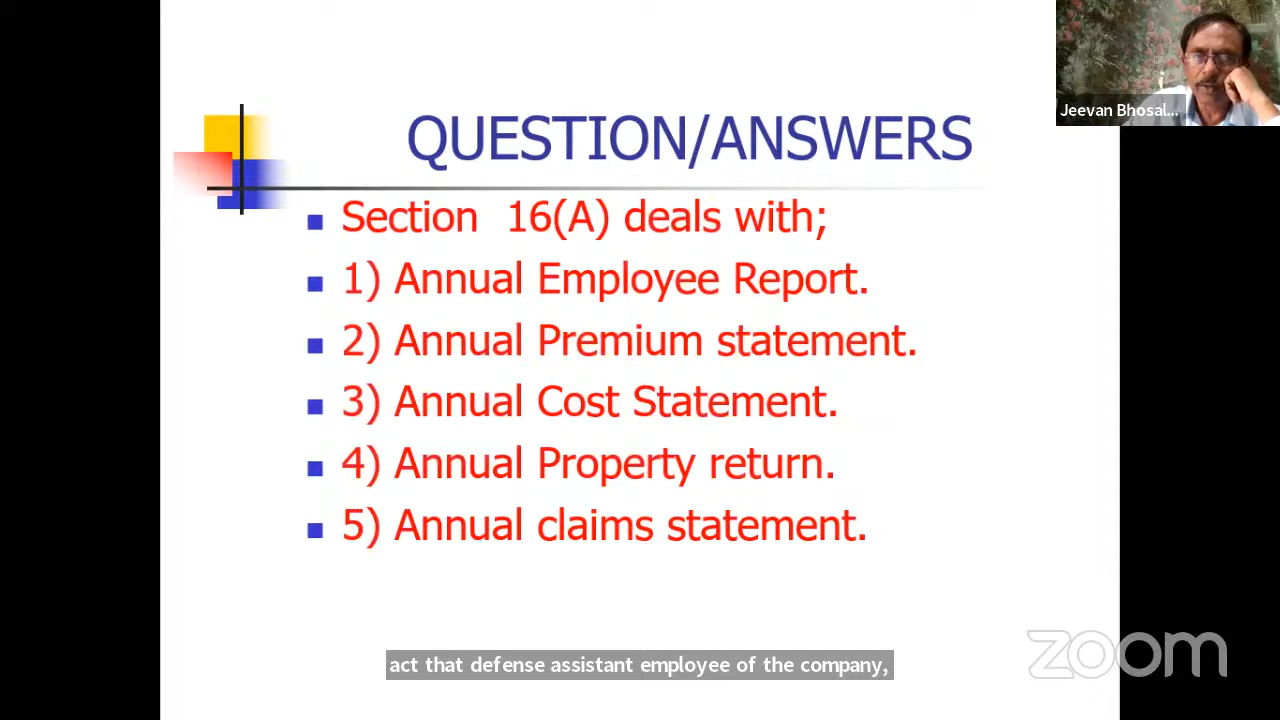 Jeevan Bhosal...
QUESTION/ANSWERS
Section 16(A) deals with;
1) Annual Employee Report.
2) Annual Premium statement.
3) Annual Cost Statement.
4) Annual Property return.
5) Annual claims statement.
act that defense assistant employee of the company,
zoom